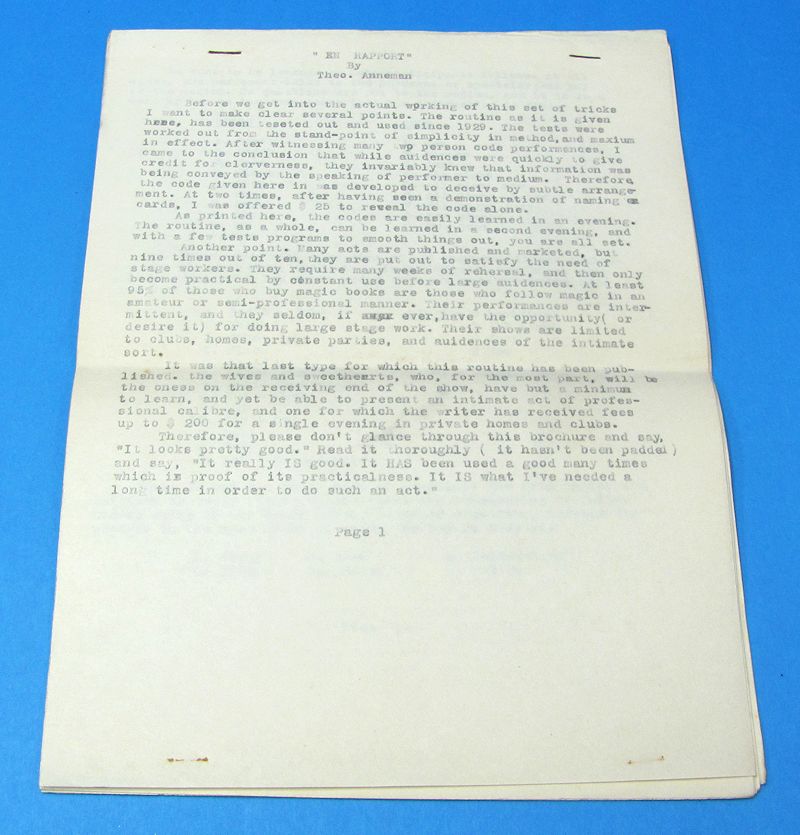 " EN RAPPORT"
By
Theo. Anneman
Before we get into the actual working of this set of tricks
I want to make clear several points. The routine as it is given
here, has been teseted out and used since 1929. The tests were
worked out from the stand-point of simplicity in method, and maxium
in effect. After witnessing many two person code performances, I
came to the conclusion that while auidences were quickly to give
credit for clerverness, they invariably knew that information was
being conveyed by the speaking of performer to medium. Therefore,
the code given here in was developed to deceive by subtle arrange-
ment. At two times, after having seen a demonstration of naming
cards, I was offered $ 25 to reveal the code alone.
As printed here, the codes are easily learned in an evening.
The routine, as a whole, can be learned in a second evening, and
with a few tests programs to smooth things out, you are all set.
Another point. Many acts are published and marketed, but
nine times out of ten, they are put out to satisfy the need of
stage workers. They require many weeks of rehersal, and then only
become practical by constant use before large auidences. At least
95% of those who buy magic books are those who follow magic in an
amateur or semi-professional manner. Their performances are inter-
mittent, and they seldom, if ever, have the opportunity( or
desire it) for doing large stage work. Their shows are limited
to clubs, homes, private parties, and auidences of the intimate
sort.
It was that last type for which this routine has been pub-
lished. the wives and sweethearts, who, for the most part, will be
the oness on the receiving end of the show, have but a minimum
to learn, and yet be able to present an intimate act of profes-
sional calibre, and one for which the writer has received fees
up to $ 200 for a single evening in private homes and clubs.
Therefore, please don't glance through this brochure and say,
"It looks pretty good." Read it thoroughly ( it hasn't been padded)
and say, "It really IS good. It HAS been used a good many times
which is proof of its practicalness. It IS what I've needed a
long time in order to do such an act."
Page 1